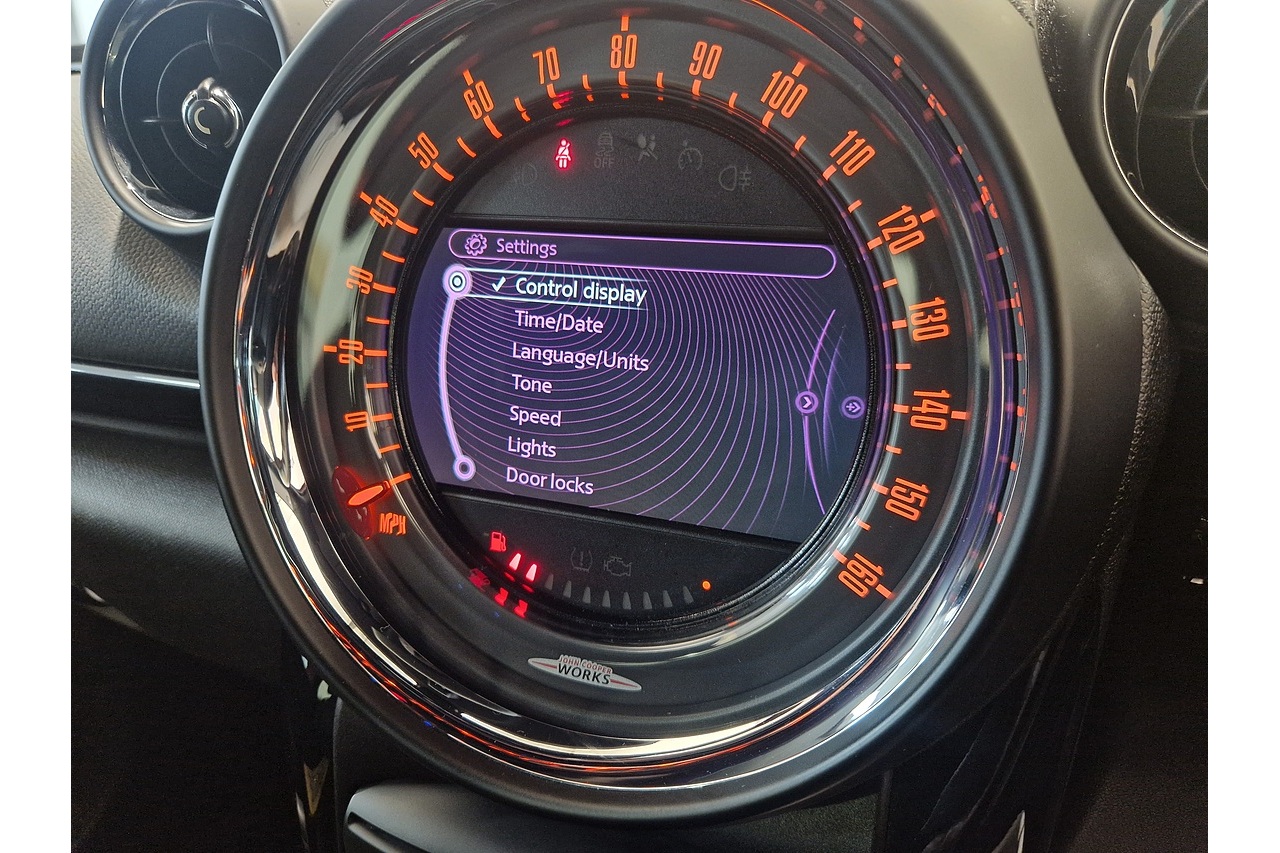 10
20
30
40
50
60
70
80
90
100
110
120
130
140
150
160
MPH
OFF
Settings
Control display
Time/Date
Language/Units
Tone
Speed
Lights
Door locks
JOHN COOPER
WORKS